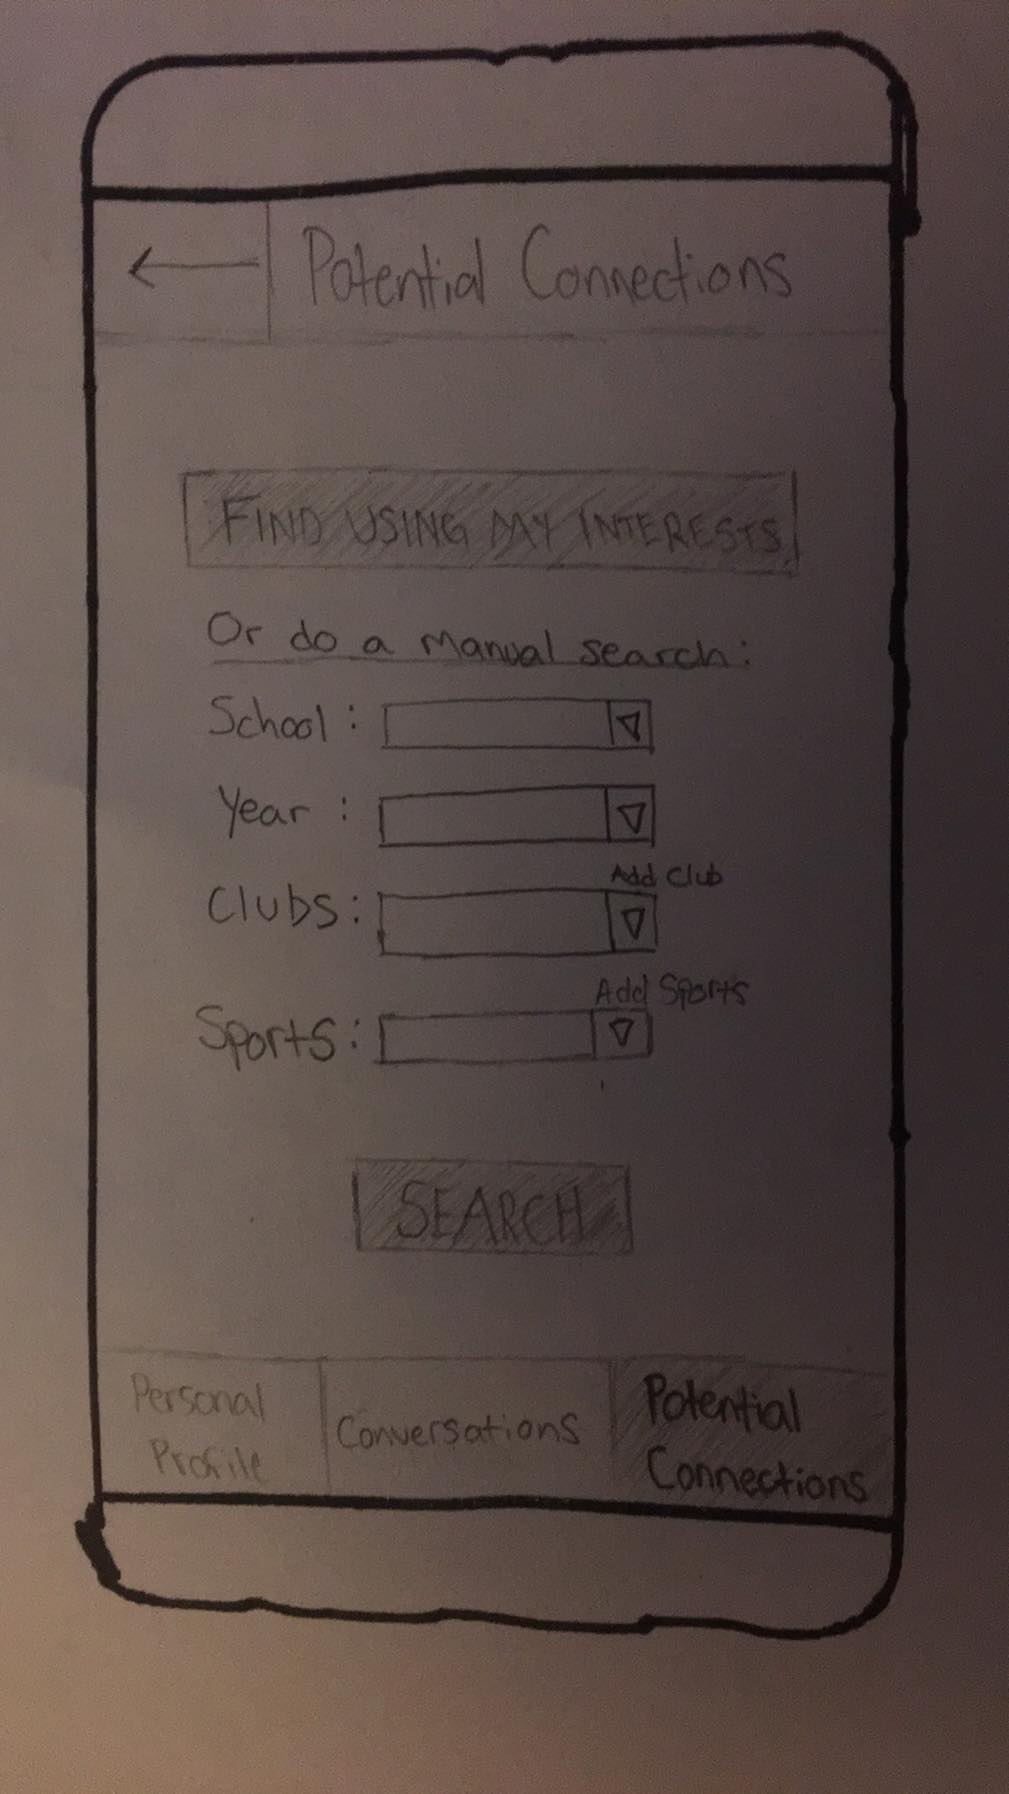 Potential Connections
FIND USING MY INTERESTS
Or do a manual search:
School :
Year :
Add Club
Clubs:
Add Sports
Sports:
SEARCH
Personal
Profile
Conversations
Potential
Connections